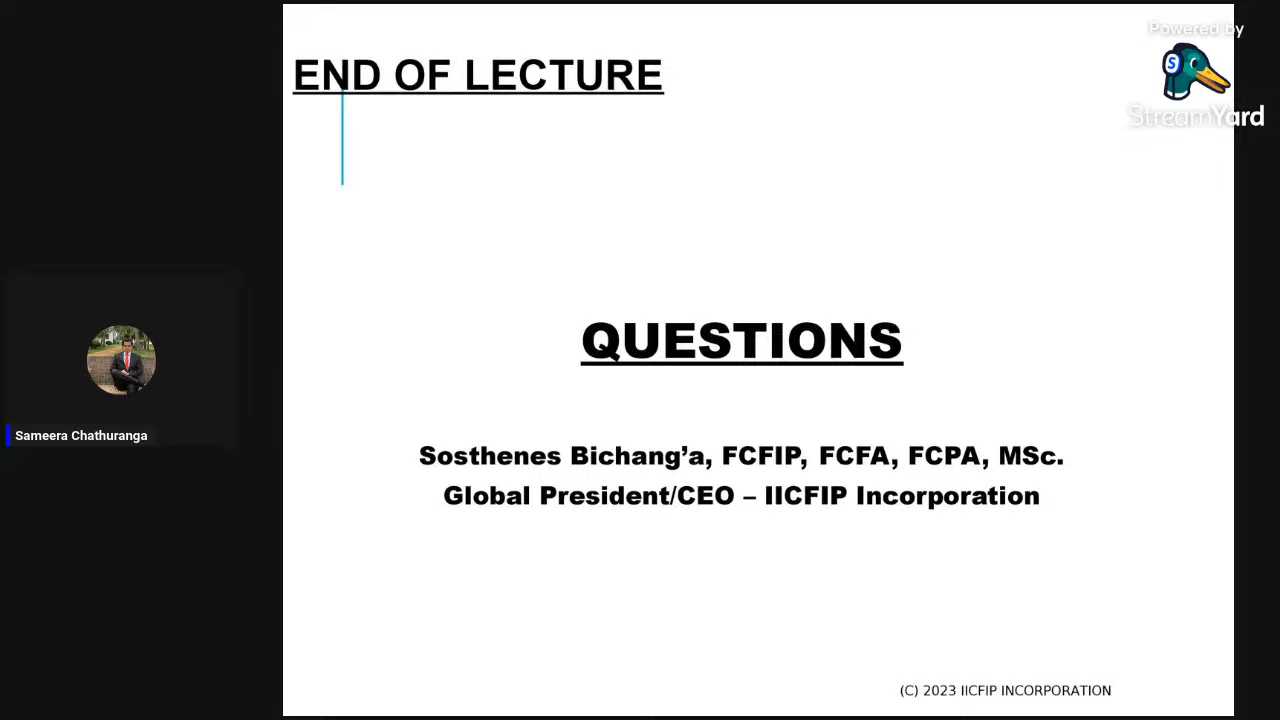 END OF LECTURE
Powered by
S
StreamYard
QUESTIONS
Sameera Chathuranga
Sosthenes Bichang’a, FCFIP, FCFA, FCPA, MSc.
Global President/CEO – IICFIP Incorporation
(C) 2023 IICFIP INCORPORATION